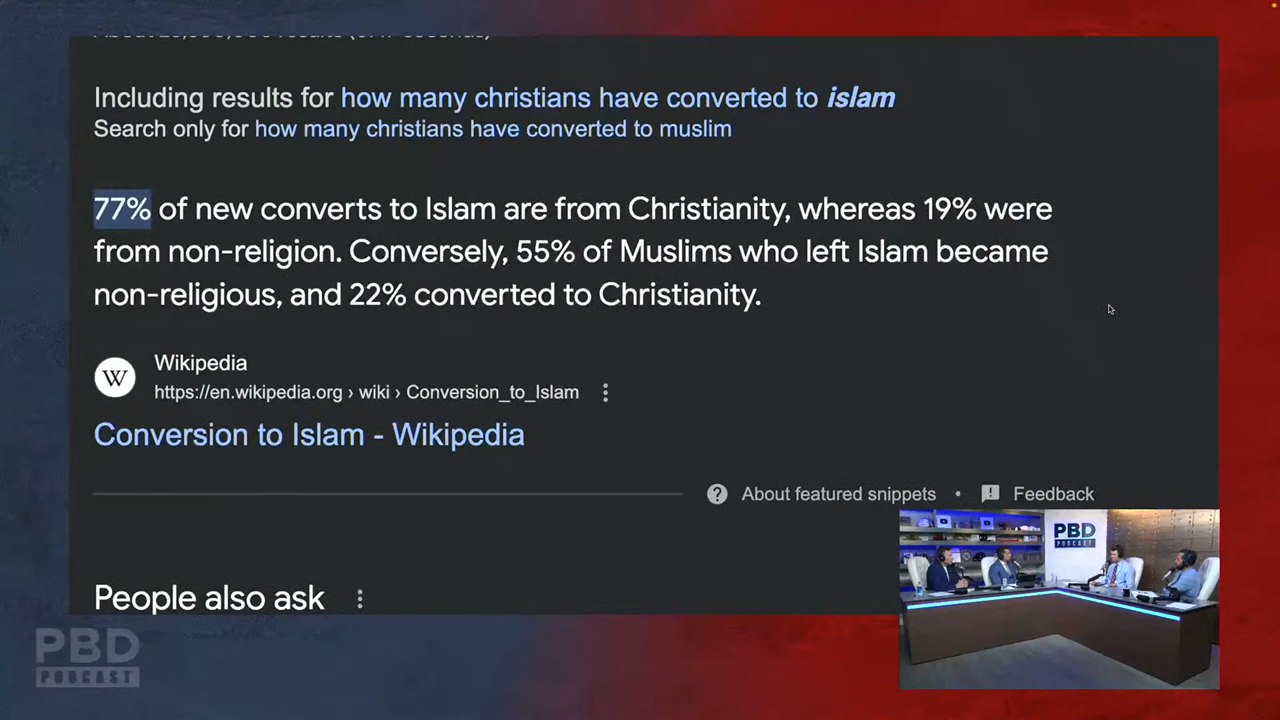 Including results for how many christians have converted to islam
Search only for how many christians have converted to muslim
77% of new converts to Islam are from Christianity, whereas 19% were
from non-religion. Conversely, 55% of Muslims who left Islam became
non-religious, and 22% converted to Christianity.
W
Wikipedia
https://en.wikipedia.org › wiki › Conversion_to_Islam
Conversion to Islam - Wikipedia
? About featured snippets • Feedback
PBD
PODCAST
People also ask
PBD
PODCAST